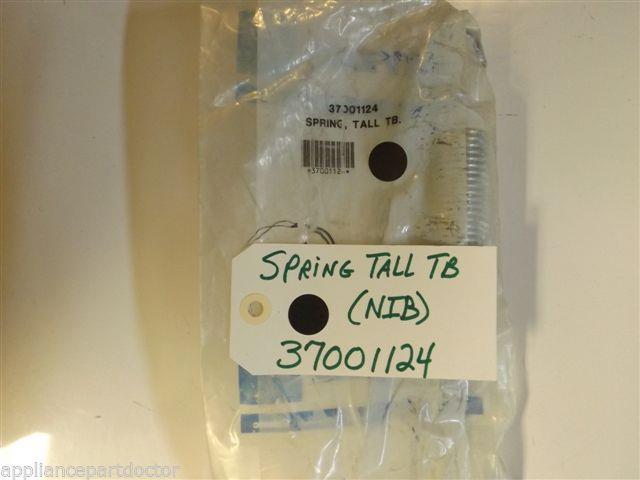 37001124
SPRING, TALL TB.
SPRING TALL TB
(NIB)
37001124
appliancepartdoctor